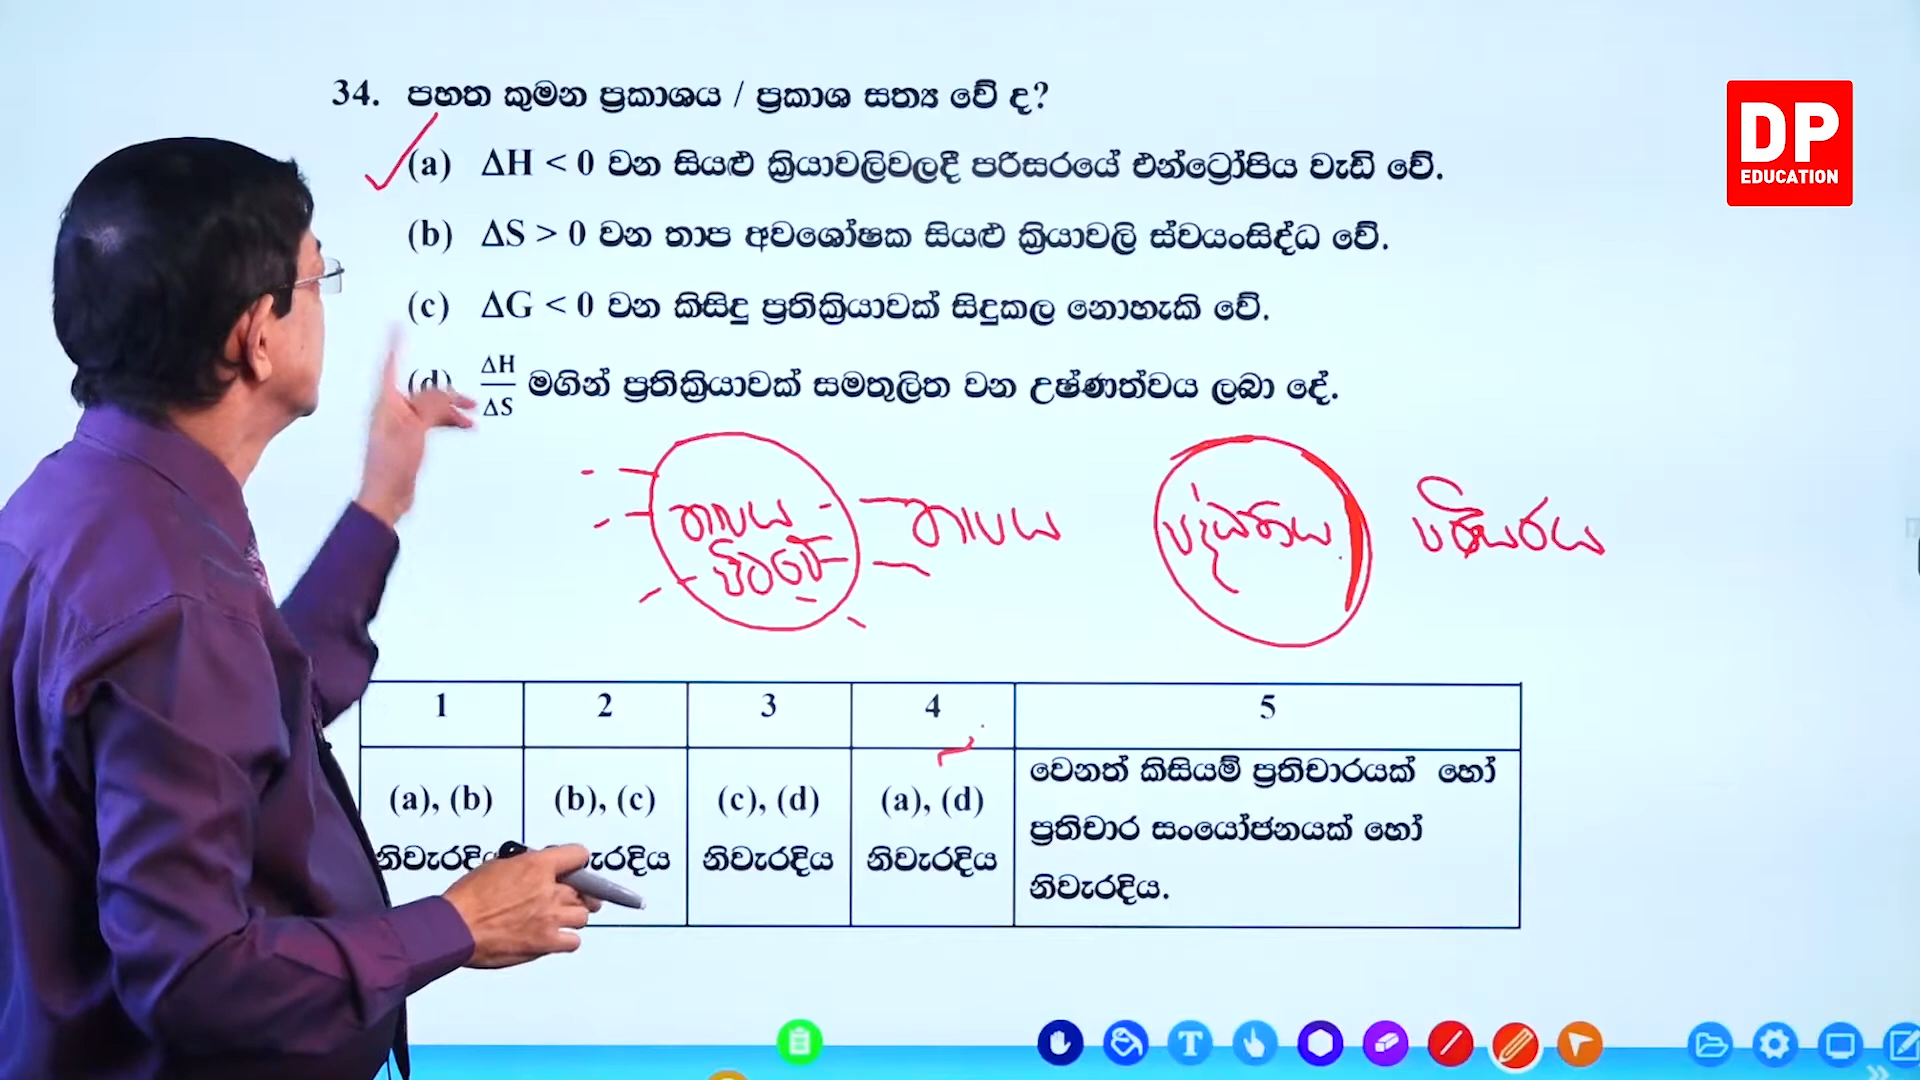 DP
EDUCATION
34. පහත කුමන ප්‍රකාශය / ප්‍රකාශ සත්‍ය වේ ද?
(a) ΔH < 0 වන සියළු ක්‍රියාවලිවලදී පරිසරයේ එන්ට්‍රෝපිය වැඩි වේ.
(b) ΔS > 0 වන තාප අවශෝෂක සියළු ක්‍රියාවලි ස්වයංසිද්ධ වේ.
(c) ΔG < 0 වන කිසිදු ප්‍රතික්‍රියාවක් සිදුකල නොහැකි වේ.
(d) ΔH/ΔS මගින් ප්‍රතික්‍රියාවක් සමතුලිත වන උෂ්ණත්වය ලබා දේ.
තාපය තාපය පද්ධතිය පරිසරය
පිටවේ
1 2 3 4 5
(a), (b) (b), (c) (c), (d) (a), (d) වෙනත් කිසියම් ප්‍රතිචාරයක් හෝ
ප්‍රතිචාර සංයෝජනයක් හෝ
නිවැරදිය නිවැරදිය නිවැරදිය නිවැරදිය.